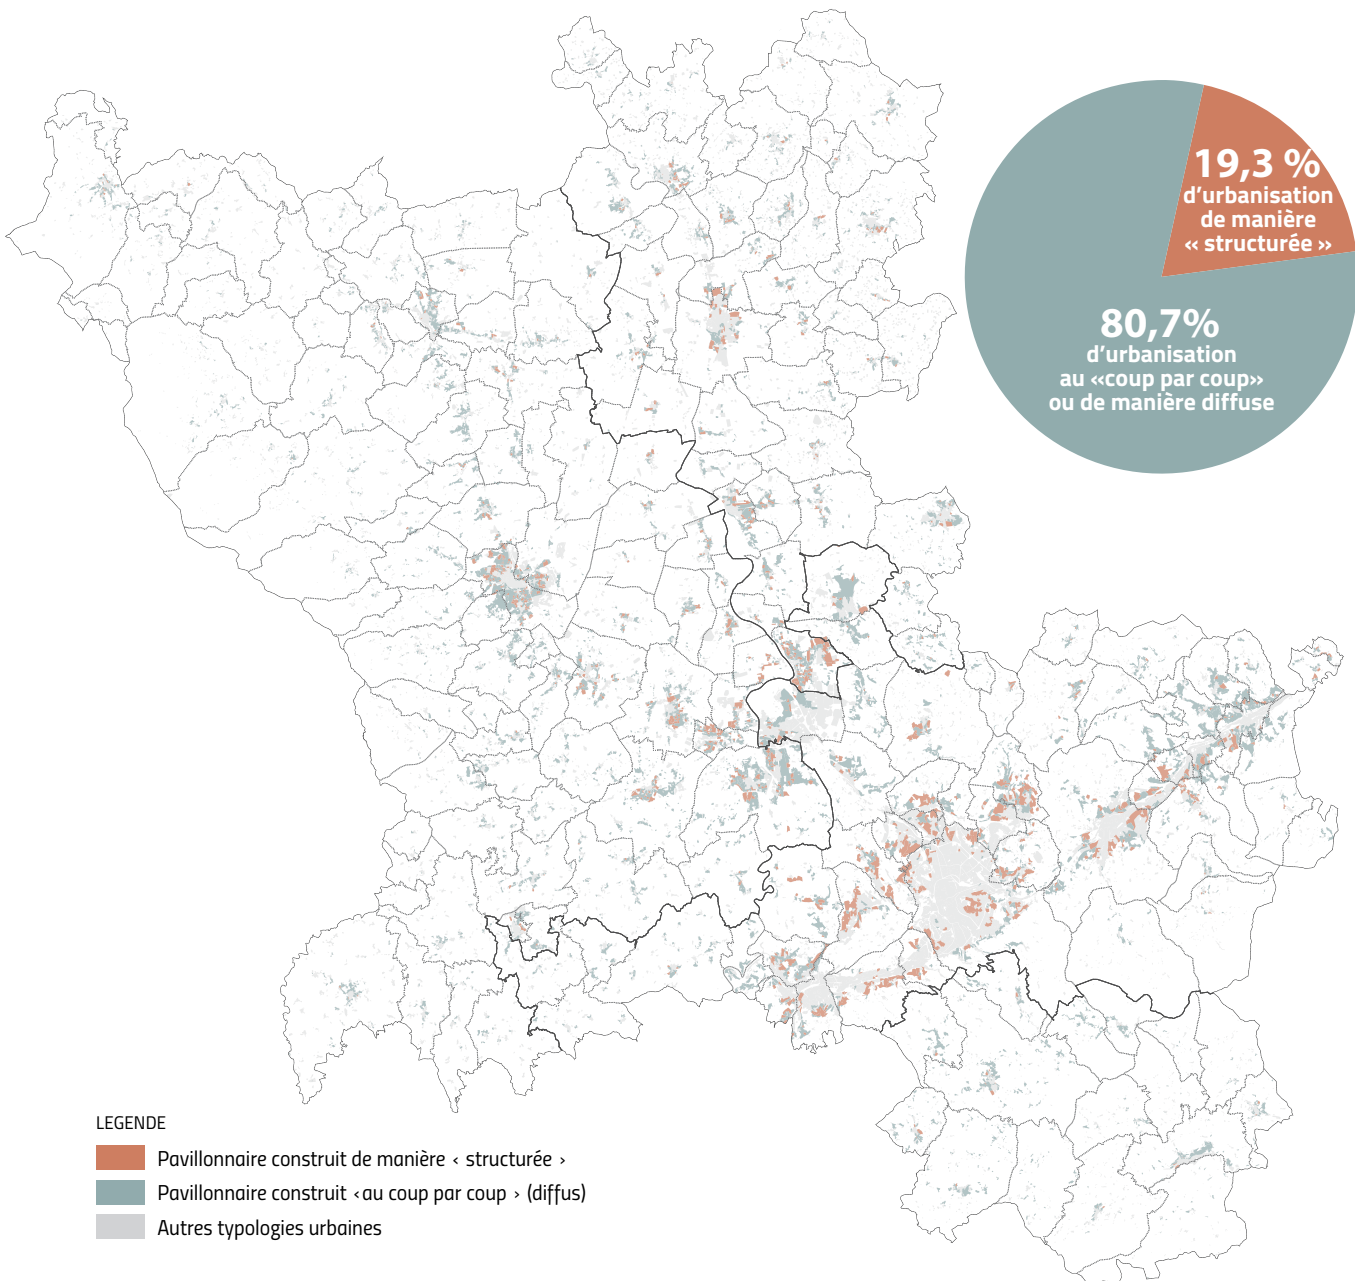 19,3 %
d’urbanisation
de manière
« structurée »
80,7%
d’urbanisation
au «coup par coup»
ou de manière diffuse
LEGENDE
Pavillonnaire construit de manière ‹ structurée ›
Pavillonnaire construit ‹au coup par coup › (diffus)
Autres typologies urbaines